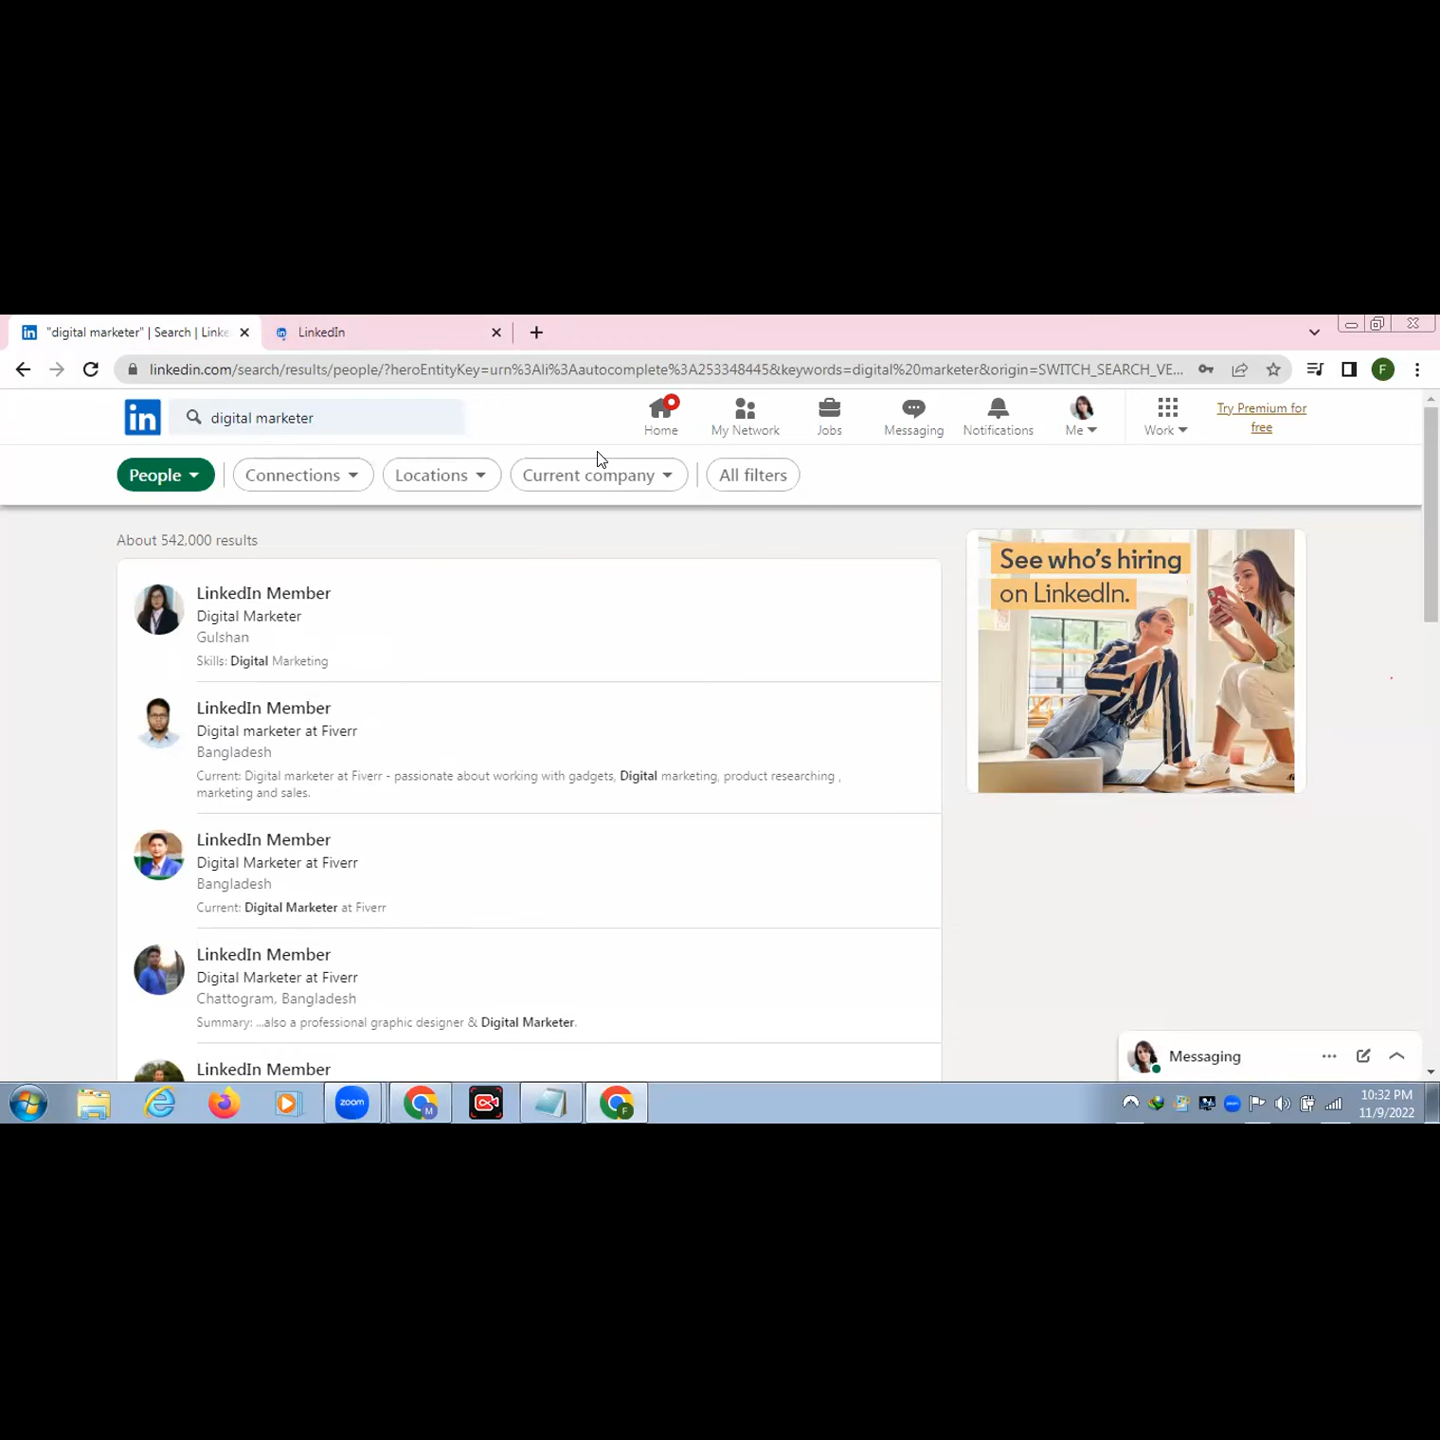 "digital marketer" | Search | Linke
LinkedIn
linkedin.com/search/results/people/?heroEntityKey=urn%3Ali%3Aautocomplete%3A253348445&keywords=digital%20marketer&origin=SWITCH_SEARCH_VE...
F
in
digital marketer
Home
My Network
Jobs
Messaging
Notifications
Me
Work
Try Premium for
free
People
Connections
Locations
Current company
All filters
About 542,000 results
LinkedIn Member
Digital Marketer
Gulshan
Skills: Digital Marketing
LinkedIn Member
Digital marketer at Fiverr
Bangladesh
Current: Digital marketer at Fiverr - passionate about working with gadgets, Digital marketing, product researching ,
marketing and sales.
LinkedIn Member
Digital Marketer at Fiverr
Bangladesh
Current: Digital Marketer at Fiverr
LinkedIn Member
Digital Marketer at Fiverr
Chattogram, Bangladesh
Summary: ...also a professional graphic designer & Digital Marketer.
LinkedIn Member
See who's hiring
on LinkedIn.
Messaging
zoom
M
F
10:32 PM
11/9/2022